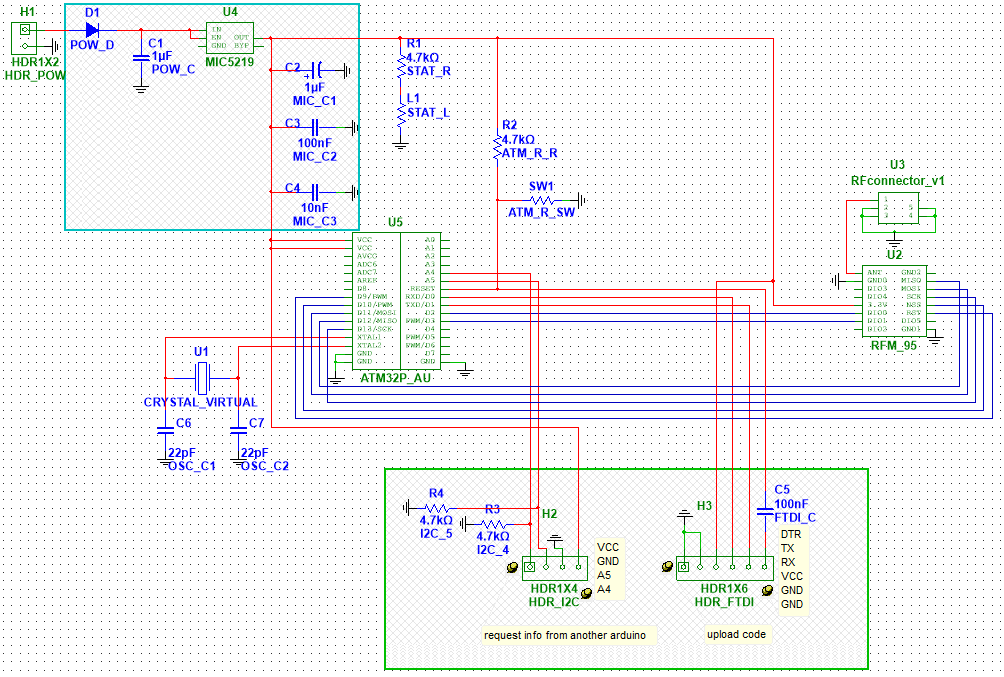 H1
HDR1X2
HDR_POW
D1
POW_D
C1
1µF
POW_C
U4
IN
EN
GND
OUT
BYP
MIC5219
C2
1µF
MIC_C1
C3
100nF
MIC_C2
C4
10nF
MIC_C3
R1
4.7kΩ
STAT_R
L1
STAT_L
R2
4.7kΩ
ATM_R_R
SW1
ATM_R_SW
U3
RFconnector_v1
U5
VCC
VCC
AVCC
ADC6
ADC7
AREF
D8
D9/PWM
D10/PWM
D11/MOSI
D12/MISO
D13/SCK
XTAL1
XTAL2
GND
GND
A0
A1
A2
A3
A4
A5
RESET
RXD/D0
TXD/D1
D2
PWM/D3
D4
PWM/D5
PWM/D6
D7
GND
ATM32P_AU
U2
ANT
GND0
DIO3
DIO4
3.3V
DIO0
DIO1
DIO2
GND2
MISO
MOSI
SCK
NSS
RST
DIO5
GND1
RFM_95
U1
CRYSTAL_VIRTUAL
C6
22pF
OSC_C1
C7
22pF
OSC_C2
R4
4.7kΩ
I2C_5
R3
4.7kΩ
I2C_4
H2
HDR1X4
HDR_I2C
VCC
GND
A5
A4
request info from another arduino
H3
HDR1X6
HDR_FTDI
C5
100nF
FTDI_C
DTR
TX
RX
VCC
GND
GND
upload code